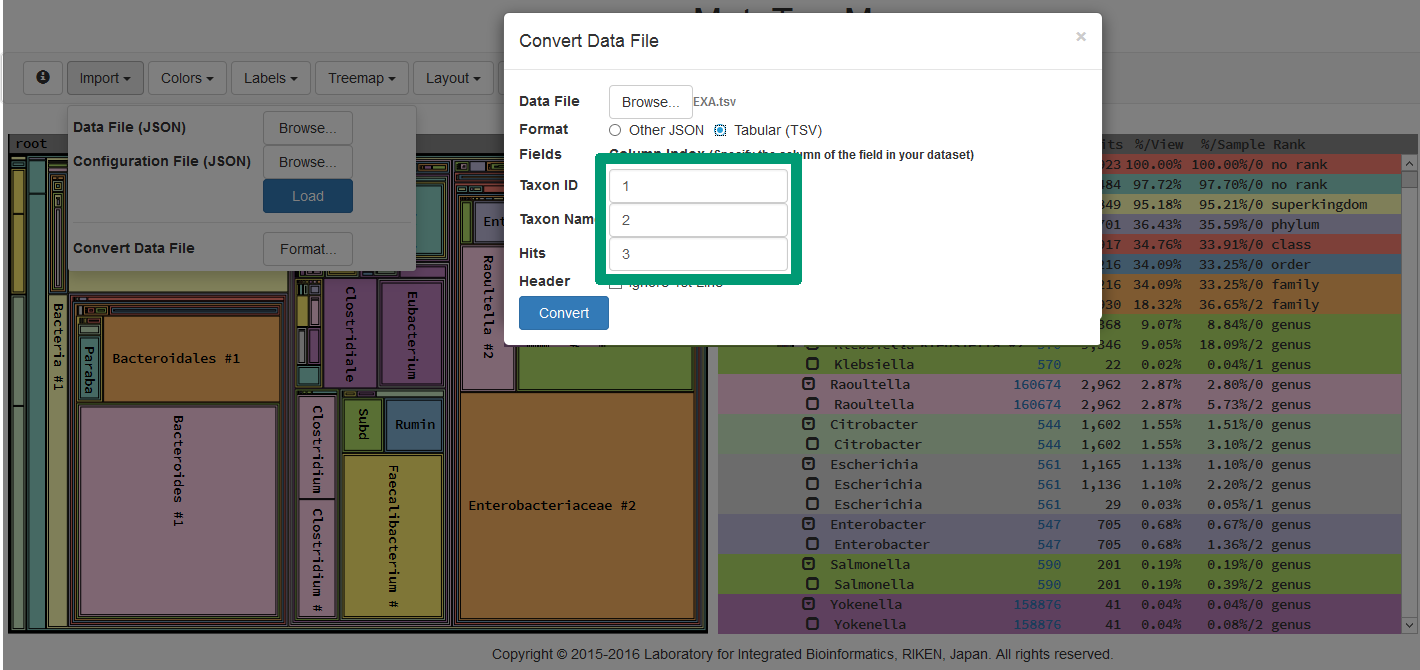 Convert Data File ×
Import Colors Labels Treemap Layout
Data File (JSON) Browse...
Configuration File (JSON) Browse...
Load
Convert Data File Format...
Data File Browse... EXA.tsv
Format Other JSON Tabular (TSV)
Fields Column Index (Specify the column of the field in your dataset)
Taxon ID 1
Taxon Name 2
Hits 3
Header Ignore 1st Line
Convert
root
Bacteria #1
Paraba
Bacteroidales #1
Bacteroides #1
Clostridiale
Eubacterium
Clostridium
Clostridium #
Subd
Rumin
Faecalibacterium #
Ent
Raoultella #2
Enterobacteriaceae #2
its %/View %/Sample Rank
023 100.00% 100.00%/0 no rank
484 97.72% 97.70%/0 no rank
849 95.18% 95.21%/0 superkingdom
701 36.43% 35.59%/0 phylum
917 34.76% 33.91%/0 class
216 34.09% 33.25%/0 order
216 34.09% 33.25%/0 family
930 18.32% 36.65%/2 family
368 9.07% 8.84%/0 genus
Klebsiella 570 9,346 9.05% 18.09%/2 genus
Klebsiella 570 22 0.02% 0.04%/1 genus
Raoultella 160674 2,962 2.87% 2.80%/0 genus
Raoultella 160674 2,962 2.87% 5.73%/2 genus
Citrobacter 544 1,602 1.55% 1.51%/0 genus
Citrobacter 544 1,602 1.55% 3.10%/2 genus
Escherichia 561 1,165 1.13% 1.10%/0 genus
Escherichia 561 1,136 1.10% 2.20%/2 genus
Escherichia 561 29 0.03% 0.05%/1 genus
Enterobacter 547 705 0.68% 0.67%/0 genus
Enterobacter 547 705 0.68% 1.36%/2 genus
Salmonella 590 201 0.19% 0.19%/0 genus
Salmonella 590 201 0.19% 0.39%/2 genus
Yokenella 158876 41 0.04% 0.04%/0 genus
Yokenella 158876 41 0.04% 0.08%/2 genus
Copyright © 2015-2016 Laboratory for Integrated Bioinformatics, RIKEN, Japan. All rights reserved.